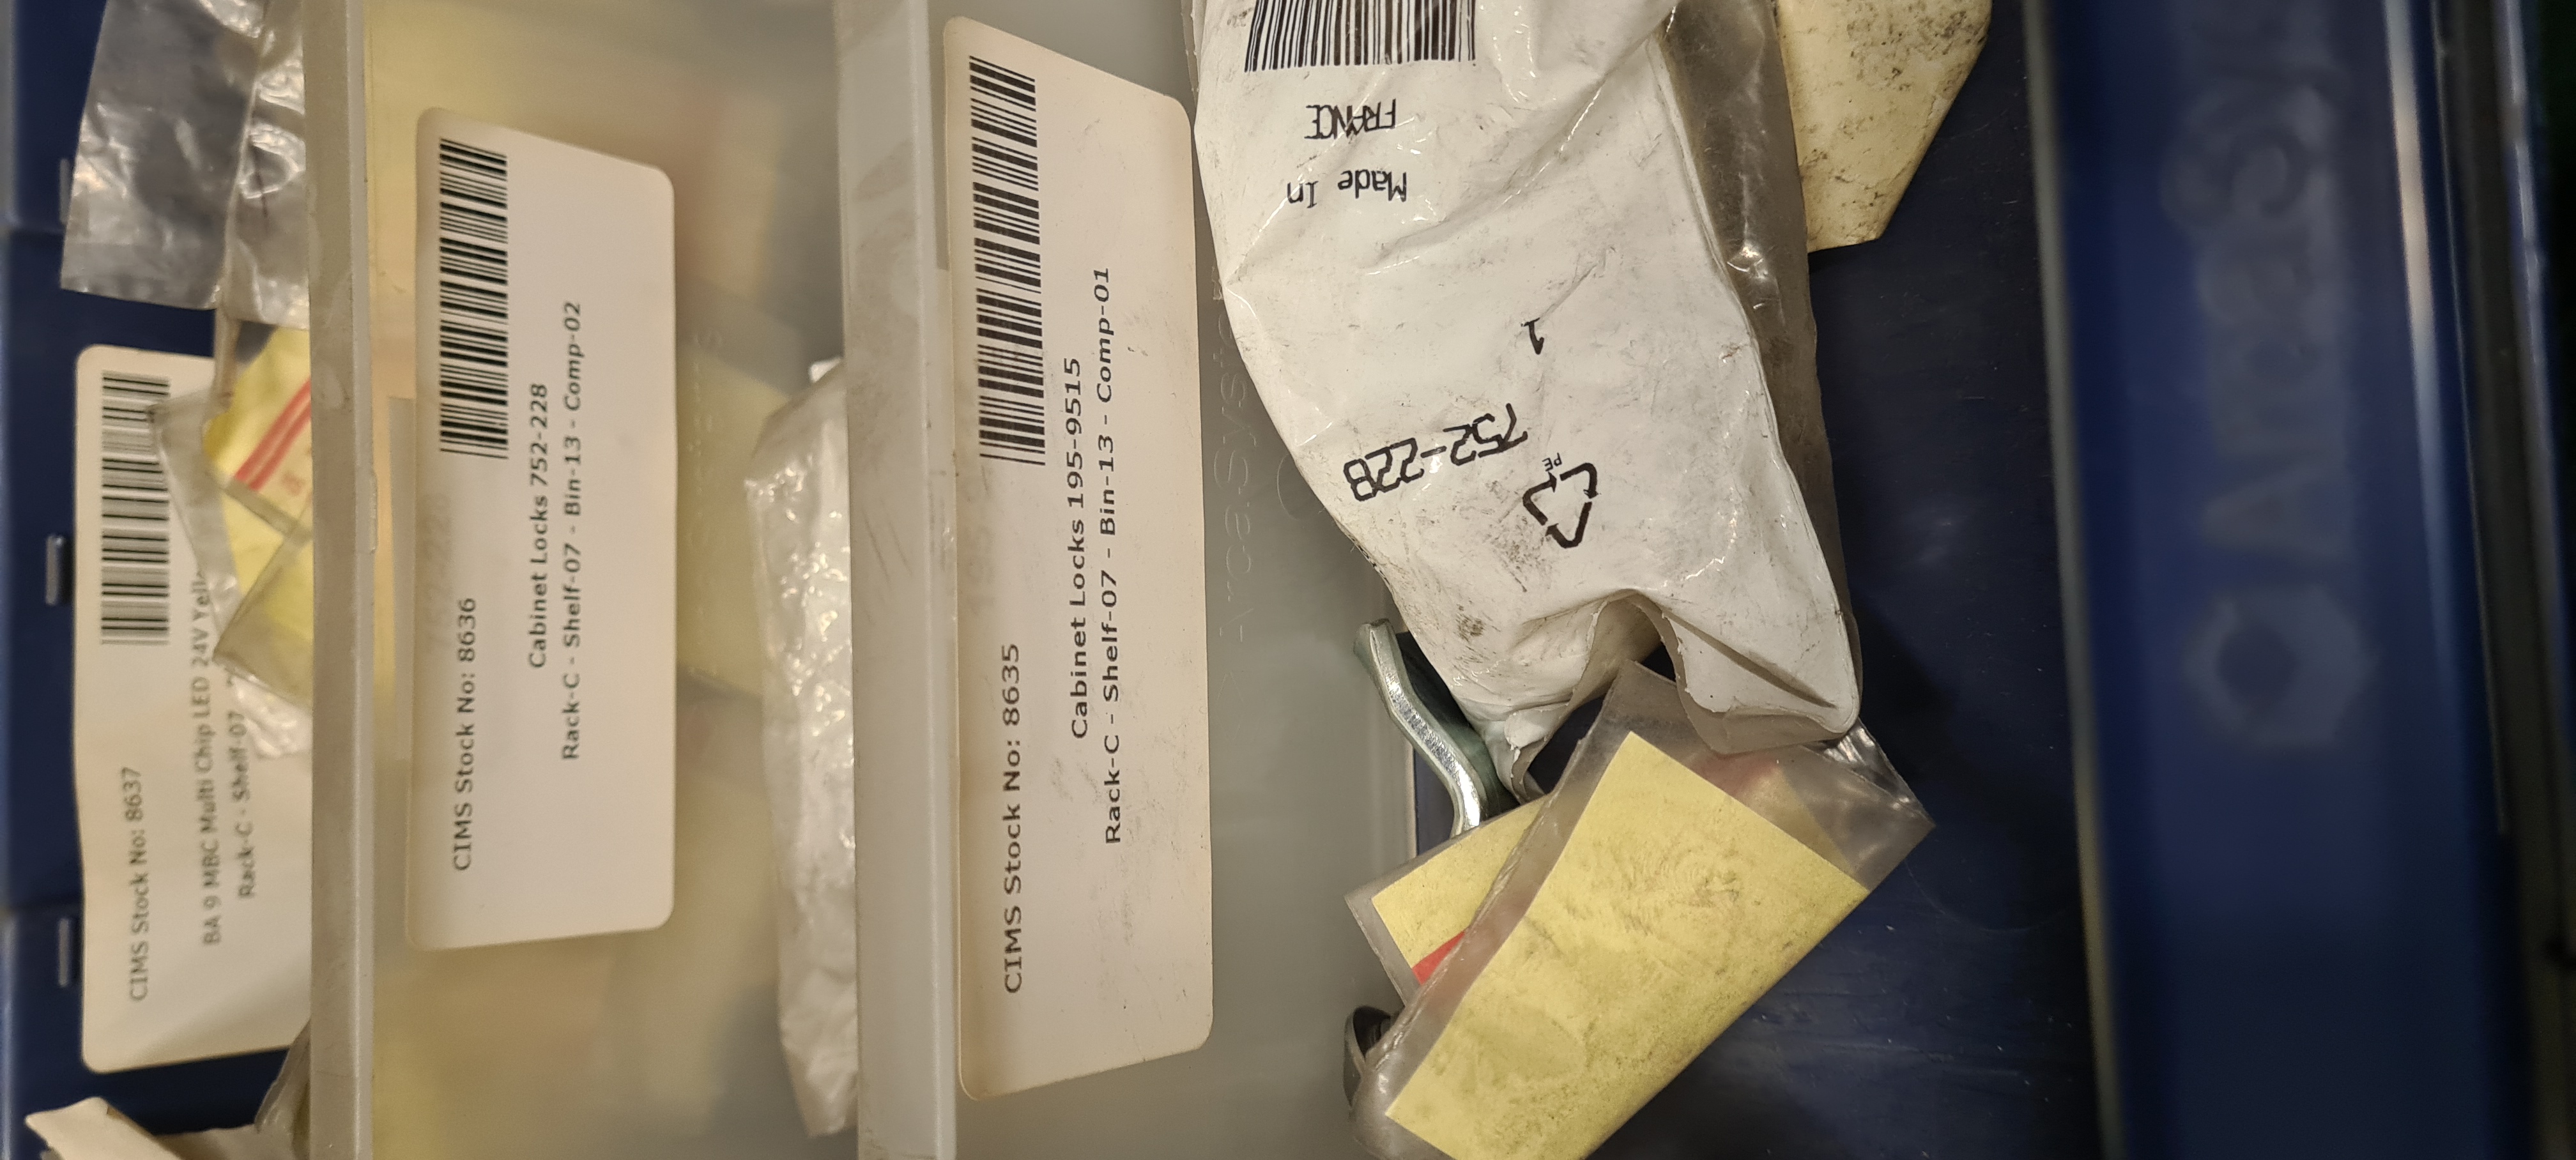 CIMS Stock No: 8637
BA 9 MBC Multi Chip LED 24V
Rack-C - Shelf-07
CIMS Stock No: 8636
Cabinet Locks 752-228
Rack-C - Shelf-07 - Bin-13 - Comp-02
CIMS Stock No: 8635
Cabinet Locks 195-9515
Rack-C - Shelf-07 - Bin-13 - Comp-01
PE
752-228
1
Made In
FRANCE